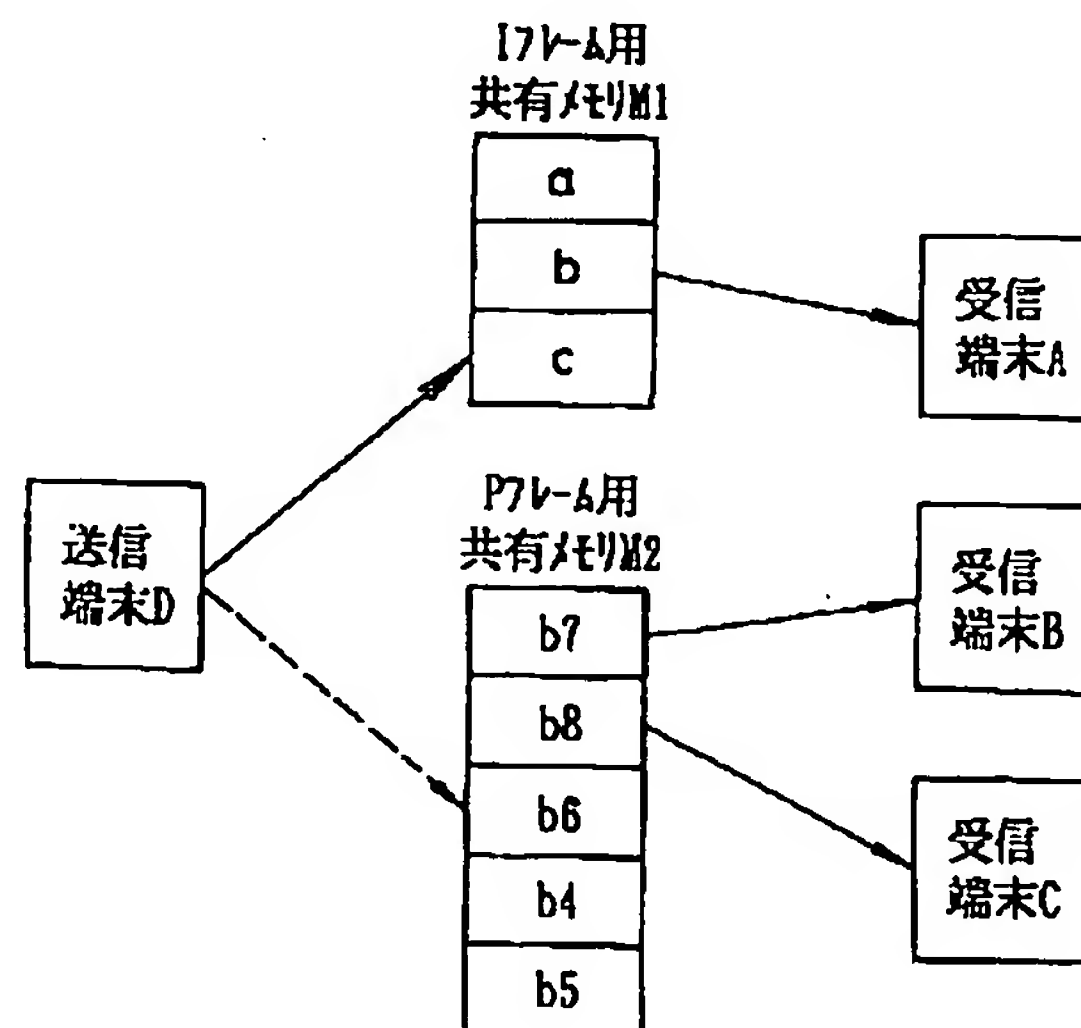 Iフレーム用
共有メモリM1
a
b
c
受信
端末A
送信
端末D
Pフレーム用
共有メモリM2
b7
b8
b6
b4
b5
受信
端末B
受信
端末C